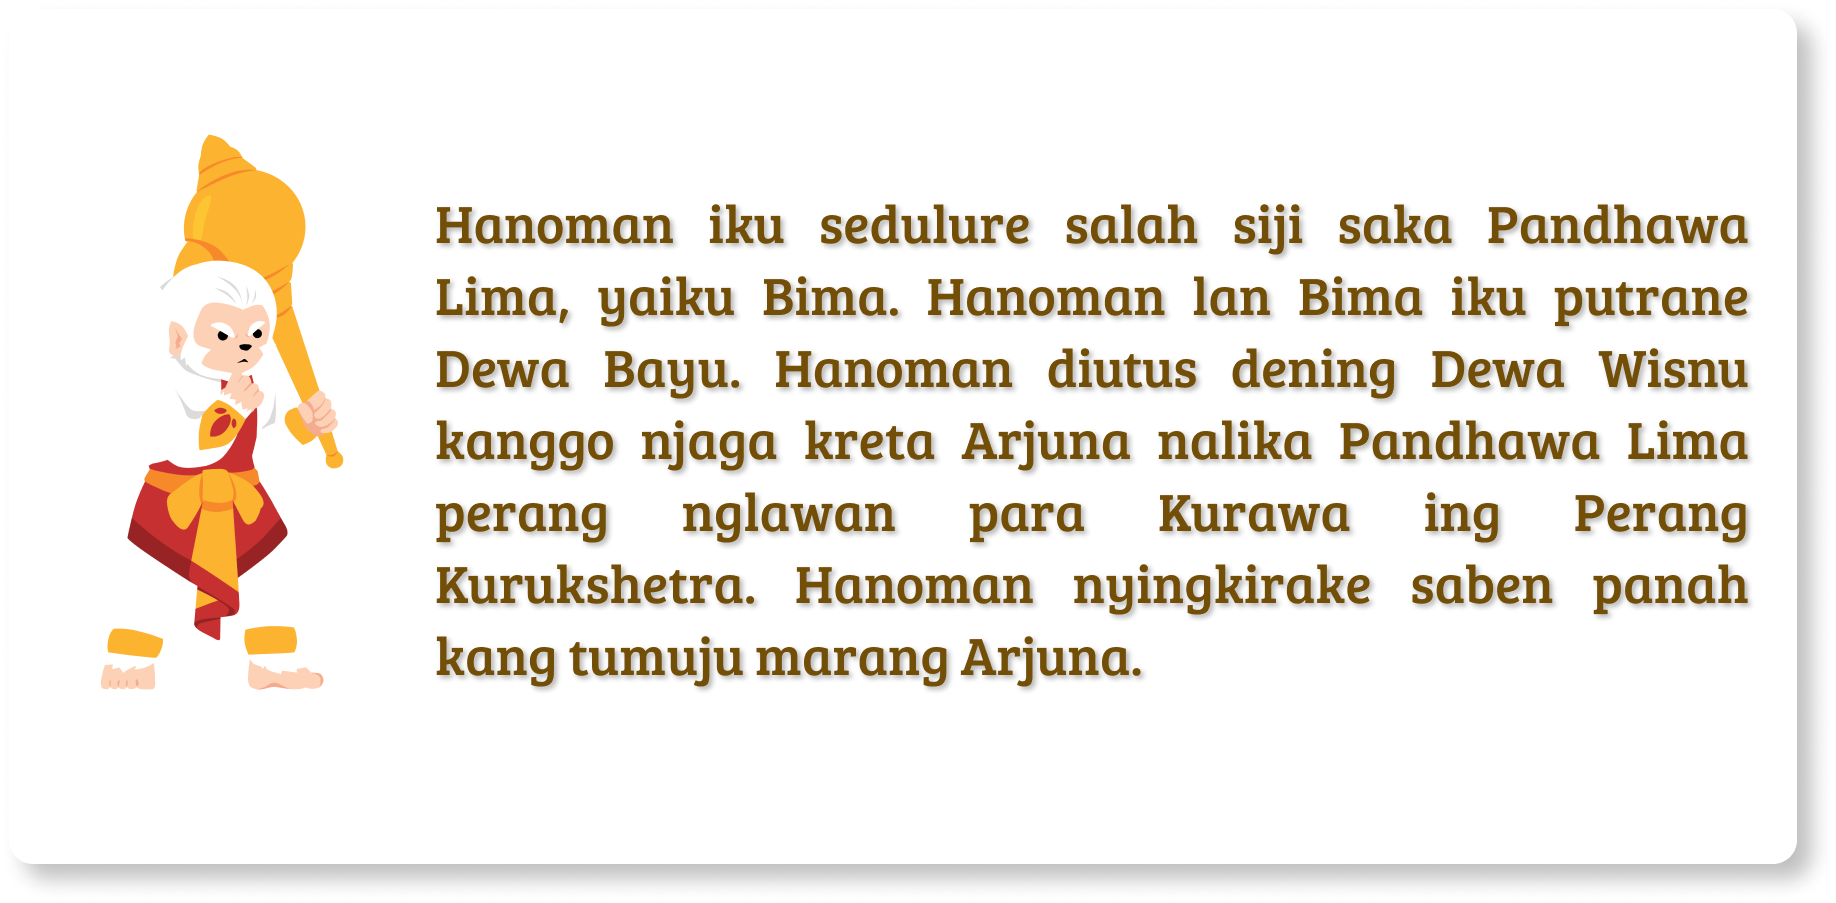 Hanoman iku sedulure salah siji saka Pandhawa
Lima, yaiku Bima. Hanoman lan Bima iku putrane
Dewa Bayu. Hanoman diutus dening Dewa Wisnu
kanggo njaga kreta Arjuna nalika Pandhawa Lima
perang nglawan para Kurawa ing Perang
Kurukshetra. Hanoman nyingkirake saben panah
kang tumuju marang Arjuna.